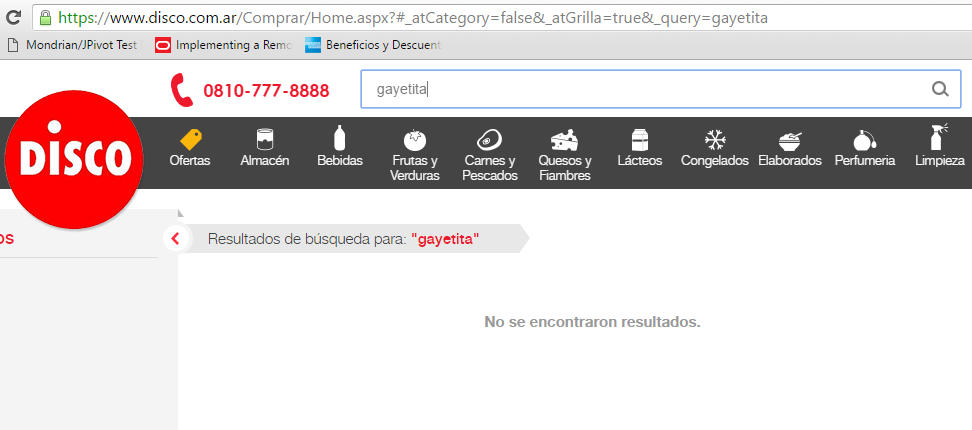 https://www.disco.com.ar/Comprar/Home.aspx?#_atCategory=false&_atGrilla=true&_query=gayetita
Mondrian/JPivot Test Implementing a Remo Beneficios y Descuent
0810-777-8888 gayetita
DISCO
Ofertas Almacén Bebidas Frutas y Verduras Carnes y Pescados Quesos y Fiambres Lácteos Congelados Elaborados Perfumeria Limpieza
os
Resultados de búsqueda para: "gayetita"
No se encontraron resultados.